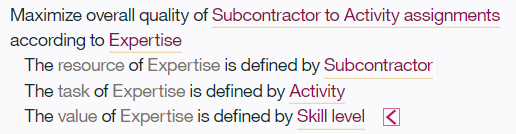 Maximize overall quality of Subcontractor to Activity assignments
according to Expertise
The resource of Expertise is defined by Subcontractor
The task of Expertise is defined by Activity
The value of Expertise is defined by Skill level